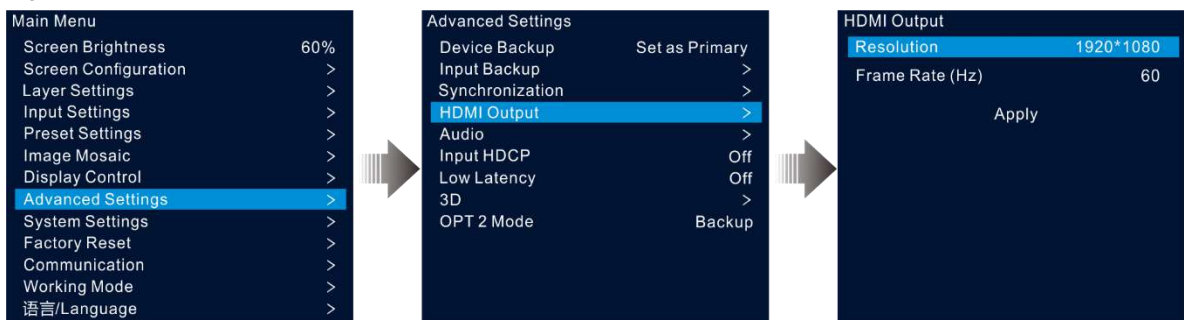 Main Menu
Screen Brightness 60%
Screen Configuration >
Layer Settings >
Input Settings >
Preset Settings >
Image Mosaic >
Display Control >
Advanced Settings >
System Settings >
Factory Reset >
Communication >
Working Mode >
语言/Language >
Advanced Settings
Device Backup Set as Primary
Input Backup >
Synchronization >
HDMI Output >
Audio >
Input HDCP Off
Low Latency Off
3D >
OPT 2 Mode Backup
HDMI Output
Resolution 1920*1080
Frame Rate (Hz) 60
Apply